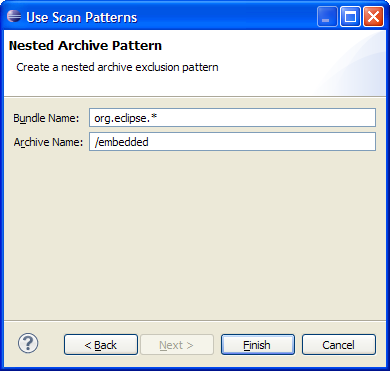 Use Scan Patterns
Nested Archive Pattern
Create a nested archive exclusion pattern
Bundle Name: org.eclipse.*
Archive Name: /embedded
? < Back Next > Finish Cancel